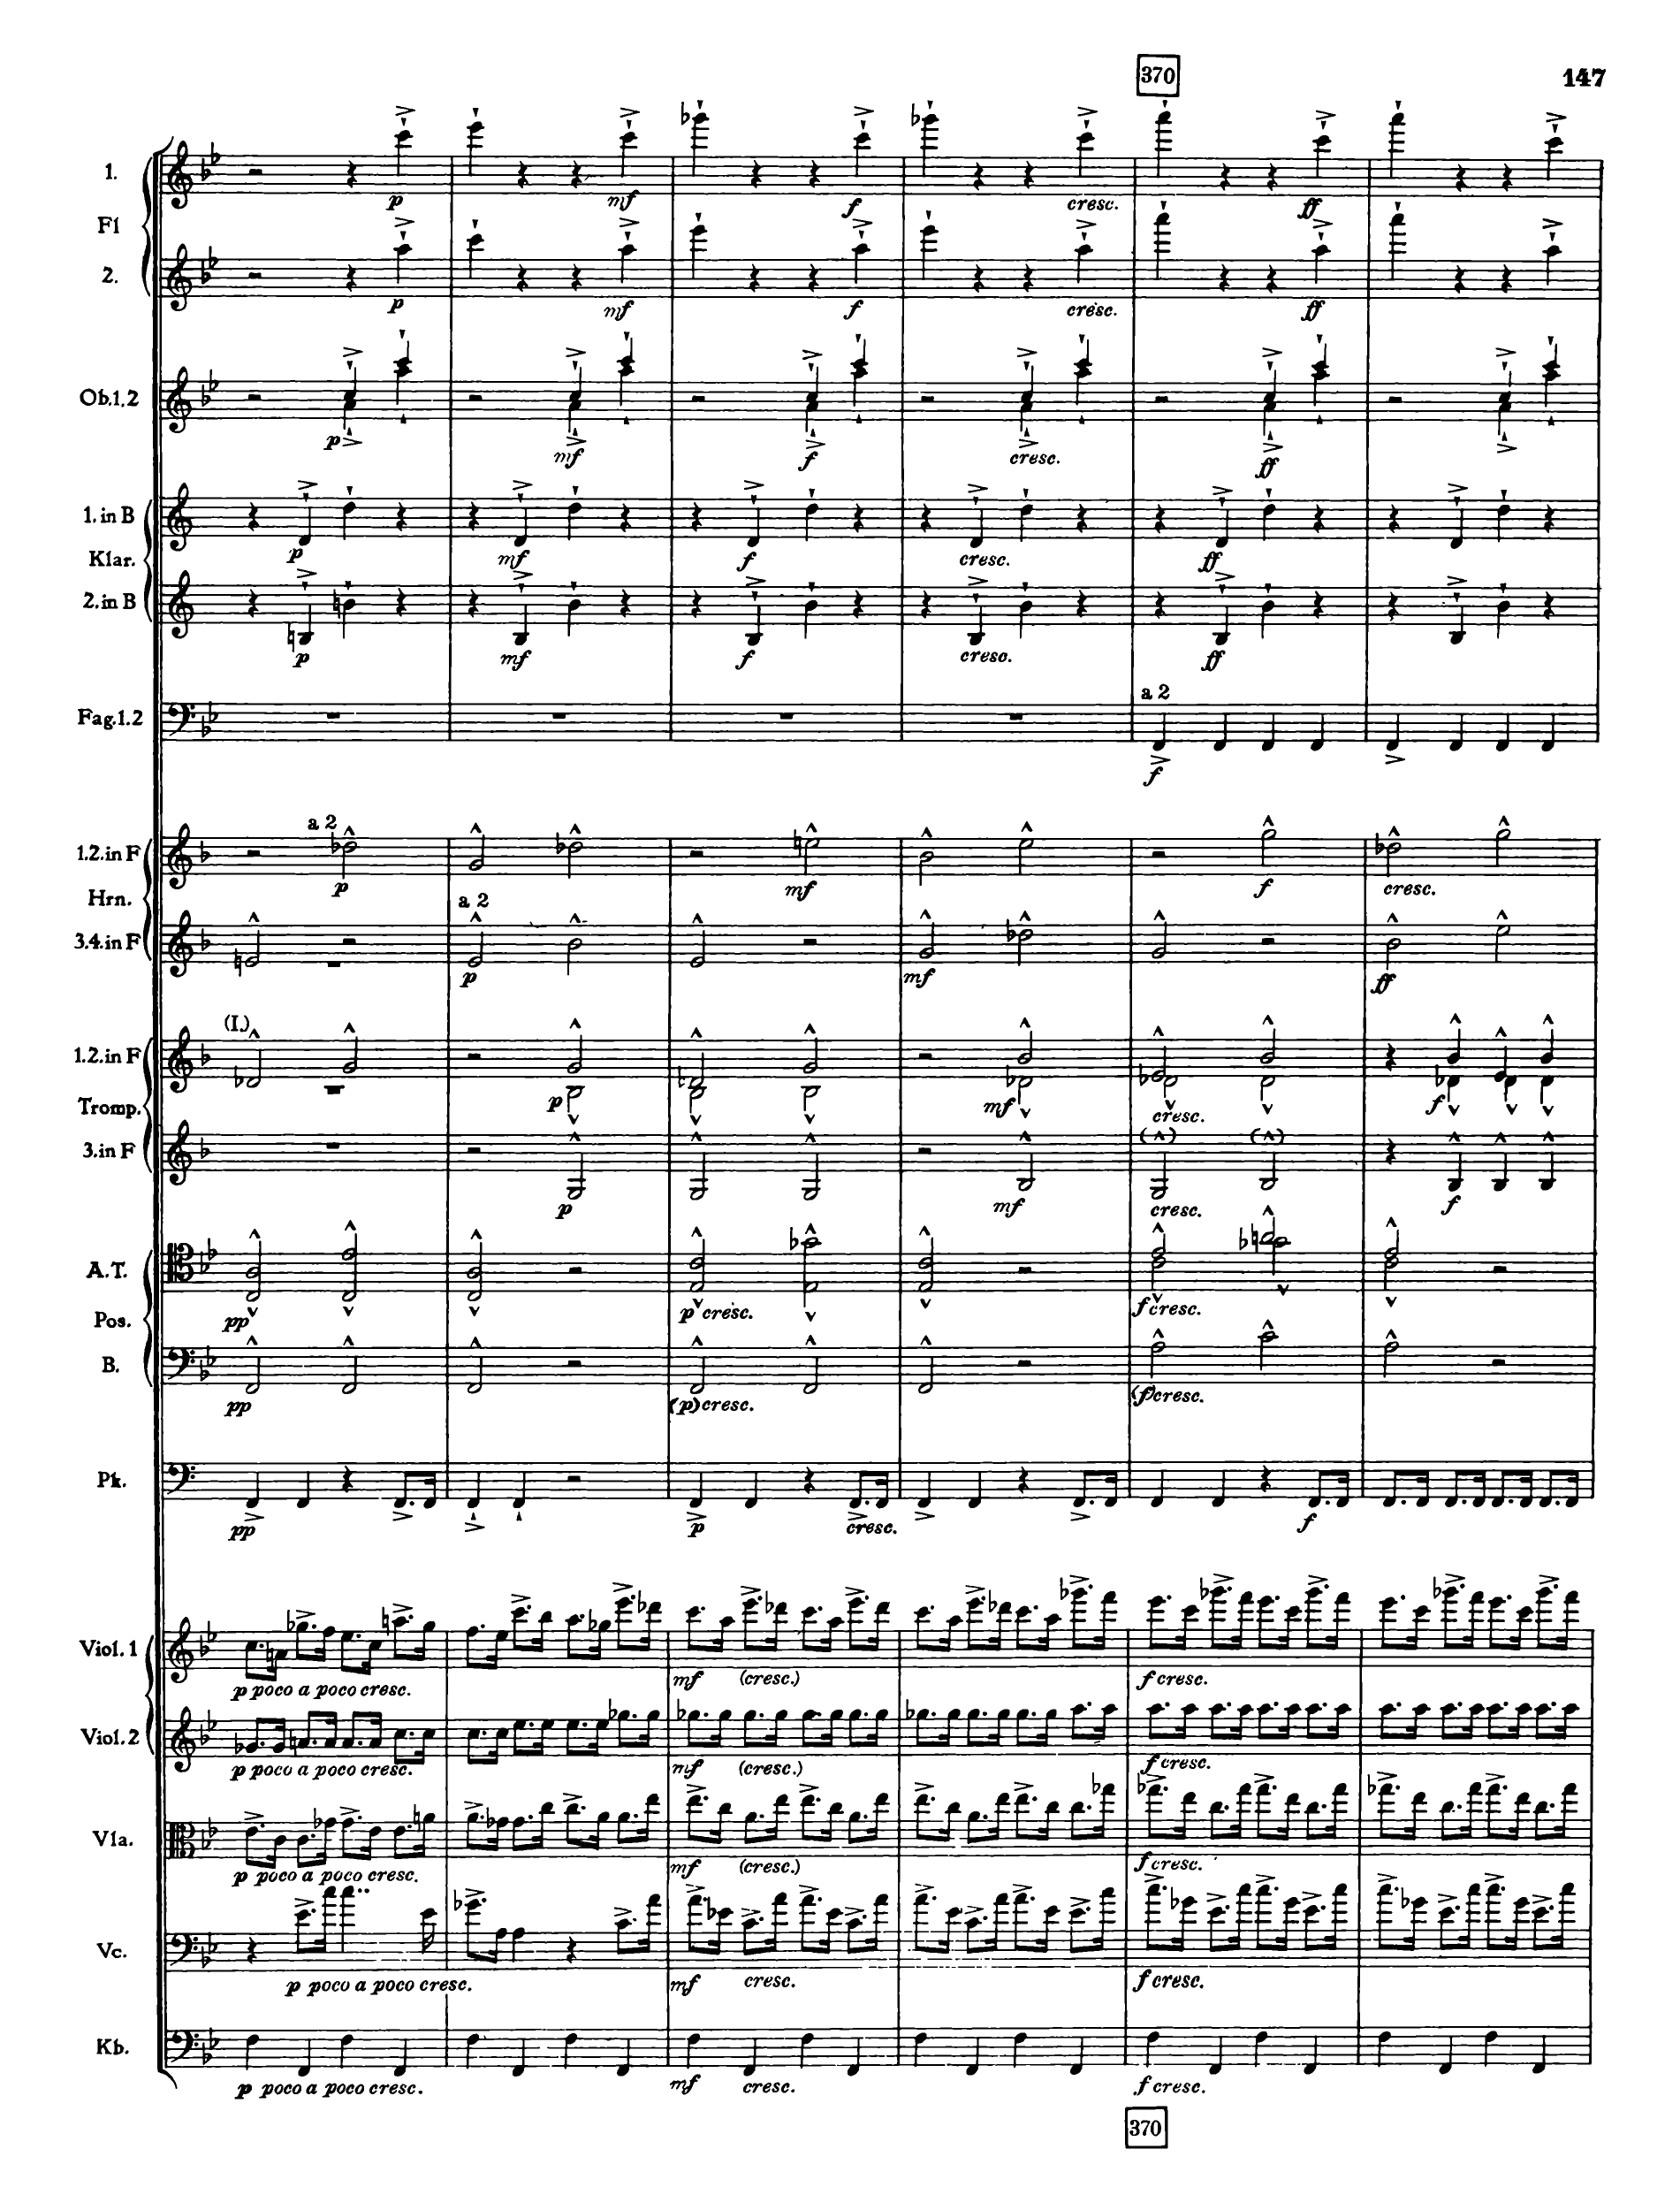 370 147
1.
p mf f cresc. ff
Fl
2.
p mf f cresc. ff
Ob.1.2
p mf f cresc. ff
1. in B
p mf f cresc. ff
Klar.
2. in B
p mf f cresc. ff
a 2
Fag.1.2
f
a 2
1.2. in F
p mf f cresc.
Hrn.
a 2
3.4. in F
p mf ff
(I.)
1.2. in F
p mf cresc. f
Tromp.
3. in F
p mf cresc. f
A.T.
pp p cresc. f cresc.
Pos.
B.
pp (p)cresc. (f)cresc.
Pk.
pp p cresc. f
Viol. 1
p poco a poco cresc. mf (cresc.) f cresc.
Viol. 2
p poco a poco cresc. mf (cresc.) f cresc.
Vla.
p poco a poco cresc. mf (cresc.) f cresc.
Vc.
p poco a poco cresc. mf cresc. f cresc.
Kb.
p poco a poco cresc. mf cresc. f cresc.
370